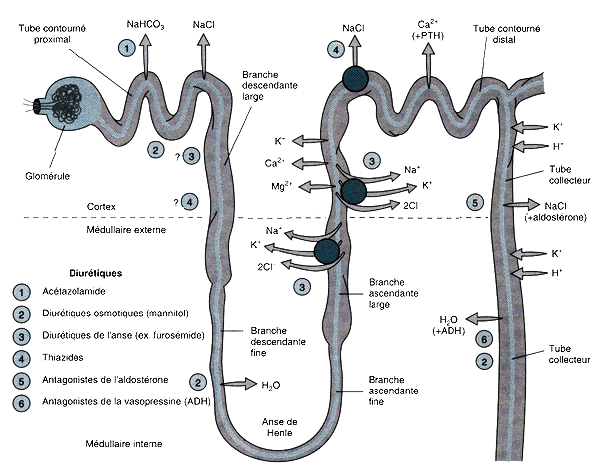 Tube contourné
proximal
NaHCO₃
NaCl
1
Glomérule
2
? 3
? 4
Branche
descendante
large
Cortex
Médullaire externe
4
NaCl
Ca²⁺
(+PTH)
Tube contourné
distal
K⁺
Ca²⁺
Mg²⁺
3
Na⁺
K⁺
2Cl⁻
Na⁺
K⁺
2Cl⁻
3
K⁺
H⁺
Tube
collecteur
5
NaCl
(+aldostérone)
K⁺
H⁺
H₂O
(+ADH)
6
2
Tube
collecteur
Diurétiques
1 Acétazolamide
2 Diurétiques osmotiques (mannitol)
3 Diurétiques de l'anse (ex. furosémide)
4 Thiazides
5 Antagonistes de l'aldostérone
6 Antagonistes de la vasopressine (ADH)
Branche
descendante
fine
2
H₂O
Branche
ascendante
large
Branche
ascendante
fine
Anse de
Henle
Médullaire interne